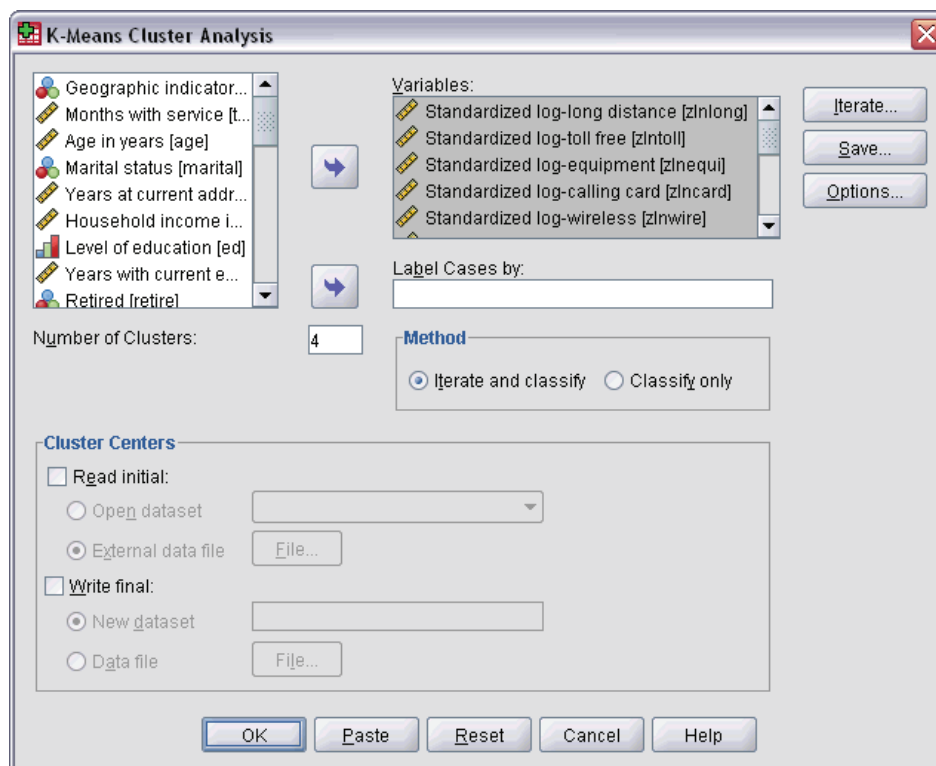 K-Means Cluster Analysis
Geographic indicator...
Months with service [t...
Age in years [age]
Marital status [marital]
Years at current addr...
Household income i...
Level of education [ed]
Years with current e...
Retired [retire]
Variables:
Standardized log-long distance [zlnlong]
Standardized log-toll free [zlntoll]
Standardized log-equipment [zlnequi]
Standardized log-calling card [zlncard]
Standardized log-wireless [zlnwire]
Iterate...
Save...
Options...
Label Cases by:
Number of Clusters: 4
Method
Iterate and classify Classify only
Cluster Centers
Read initial:
Open dataset
External data file File...
Write final:
New dataset
Data file File...
OK Paste Reset Cancel Help